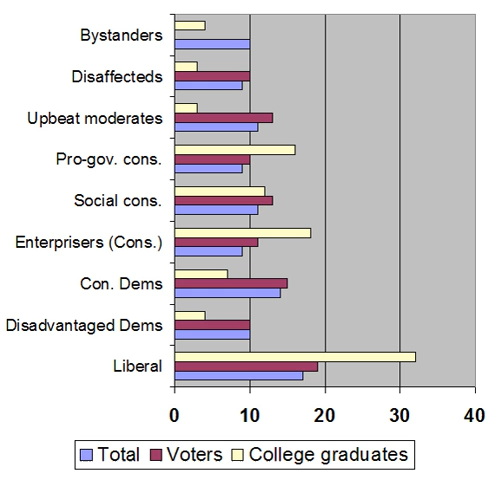 Bystanders
Disaffecteds
Upbeat moderates
Pro-gov. cons.
Social cons.
Enterprisers (Cons.)
Con. Dems
Disadvantaged Dems
Liberal
0 10 20 30 40
Total Voters College graduates